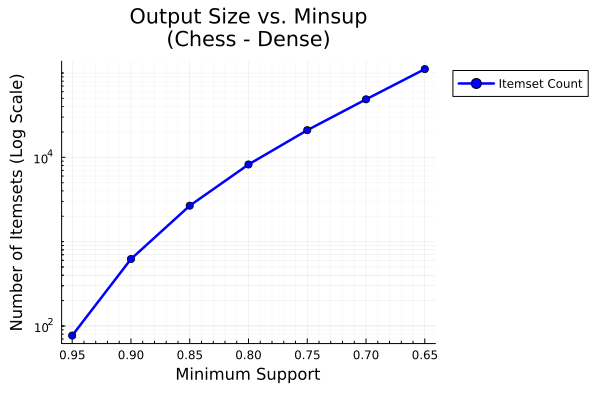 Output Size vs. Minsup
(Chess - Dense)
Itemset Count
Number of Itemsets (Log Scale)
10^4
10^2
0.95 0.90 0.85 0.80 0.75 0.70 0.65
Minimum Support